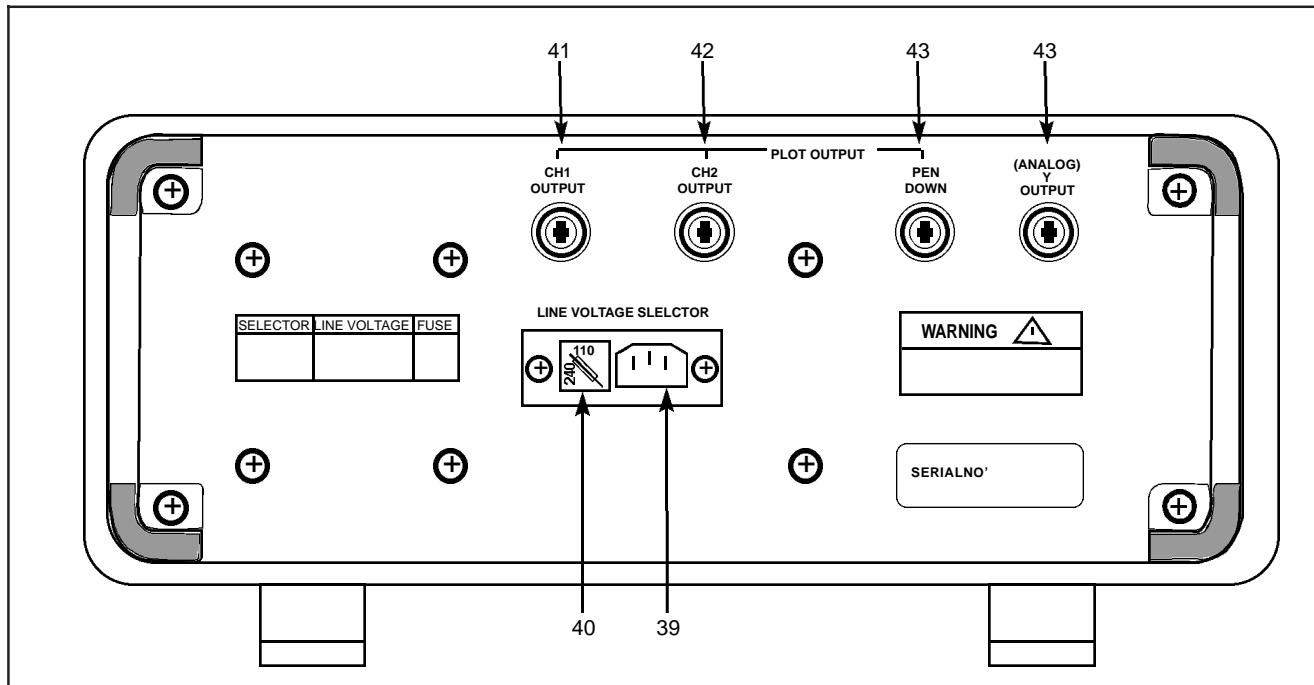 41 42 43 43
PLOT OUTPUT
CH1
OUTPUT
CH2
OUTPUT
PEN
DOWN
(ANALOG)
Y
OUTPUT
LINE VOLTAGE SLELCTOR
SELECTOR LINE VOLTAGE FUSE
110
240
WARNING
SERIALNO'
40 39